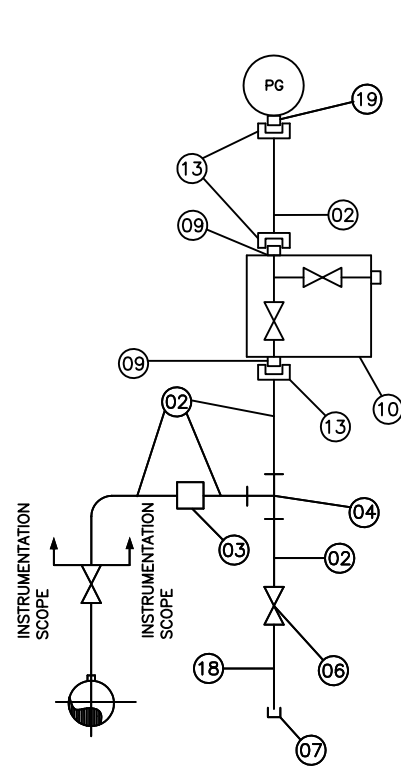 PG
19
13
02
09
09
10
02
13
04
03
INSTRUMENTATION
SCOPE
INSTRUMENTATION
SCOPE
02
06
18
07